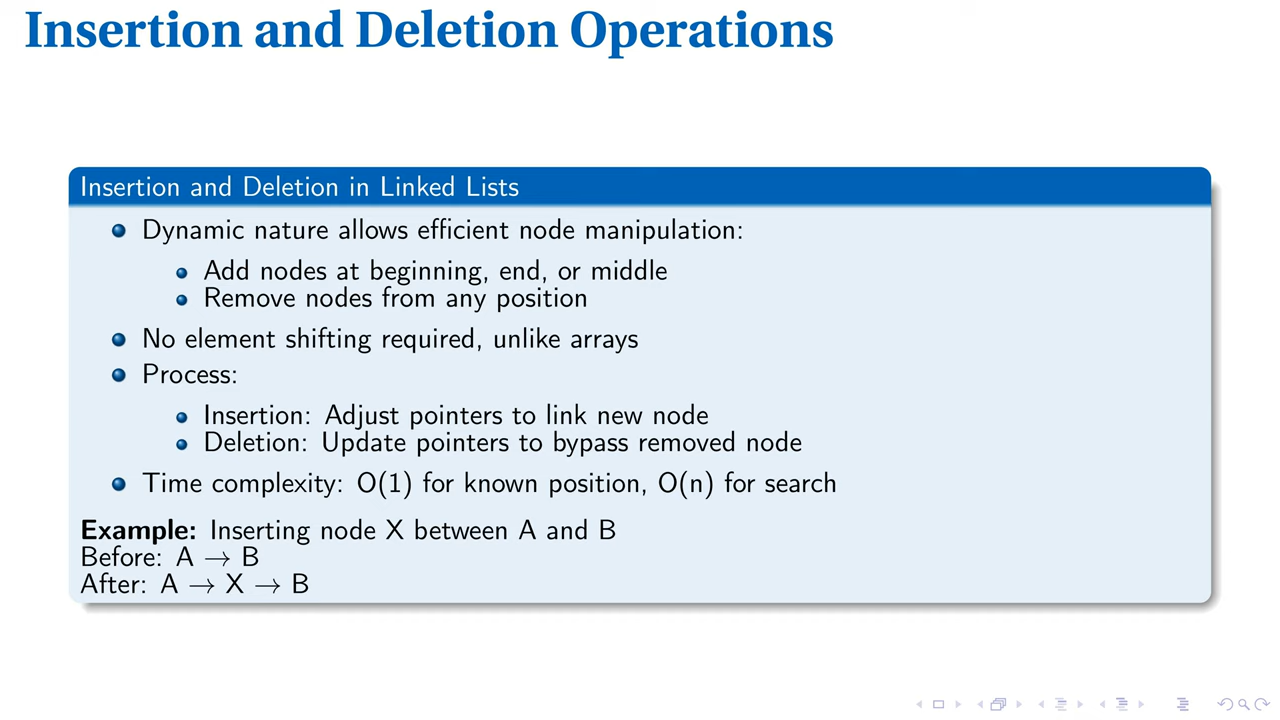 Insertion and Deletion Operations
Insertion and Deletion in Linked Lists
Dynamic nature allows efficient node manipulation:
Add nodes at beginning, end, or middle
Remove nodes from any position
No element shifting required, unlike arrays
Process:
Insertion: Adjust pointers to link new node
Deletion: Update pointers to bypass removed node
Time complexity: O(1) for known position, O(n) for search
Example: Inserting node X between A and B
Before: A → B
After: A → X → B